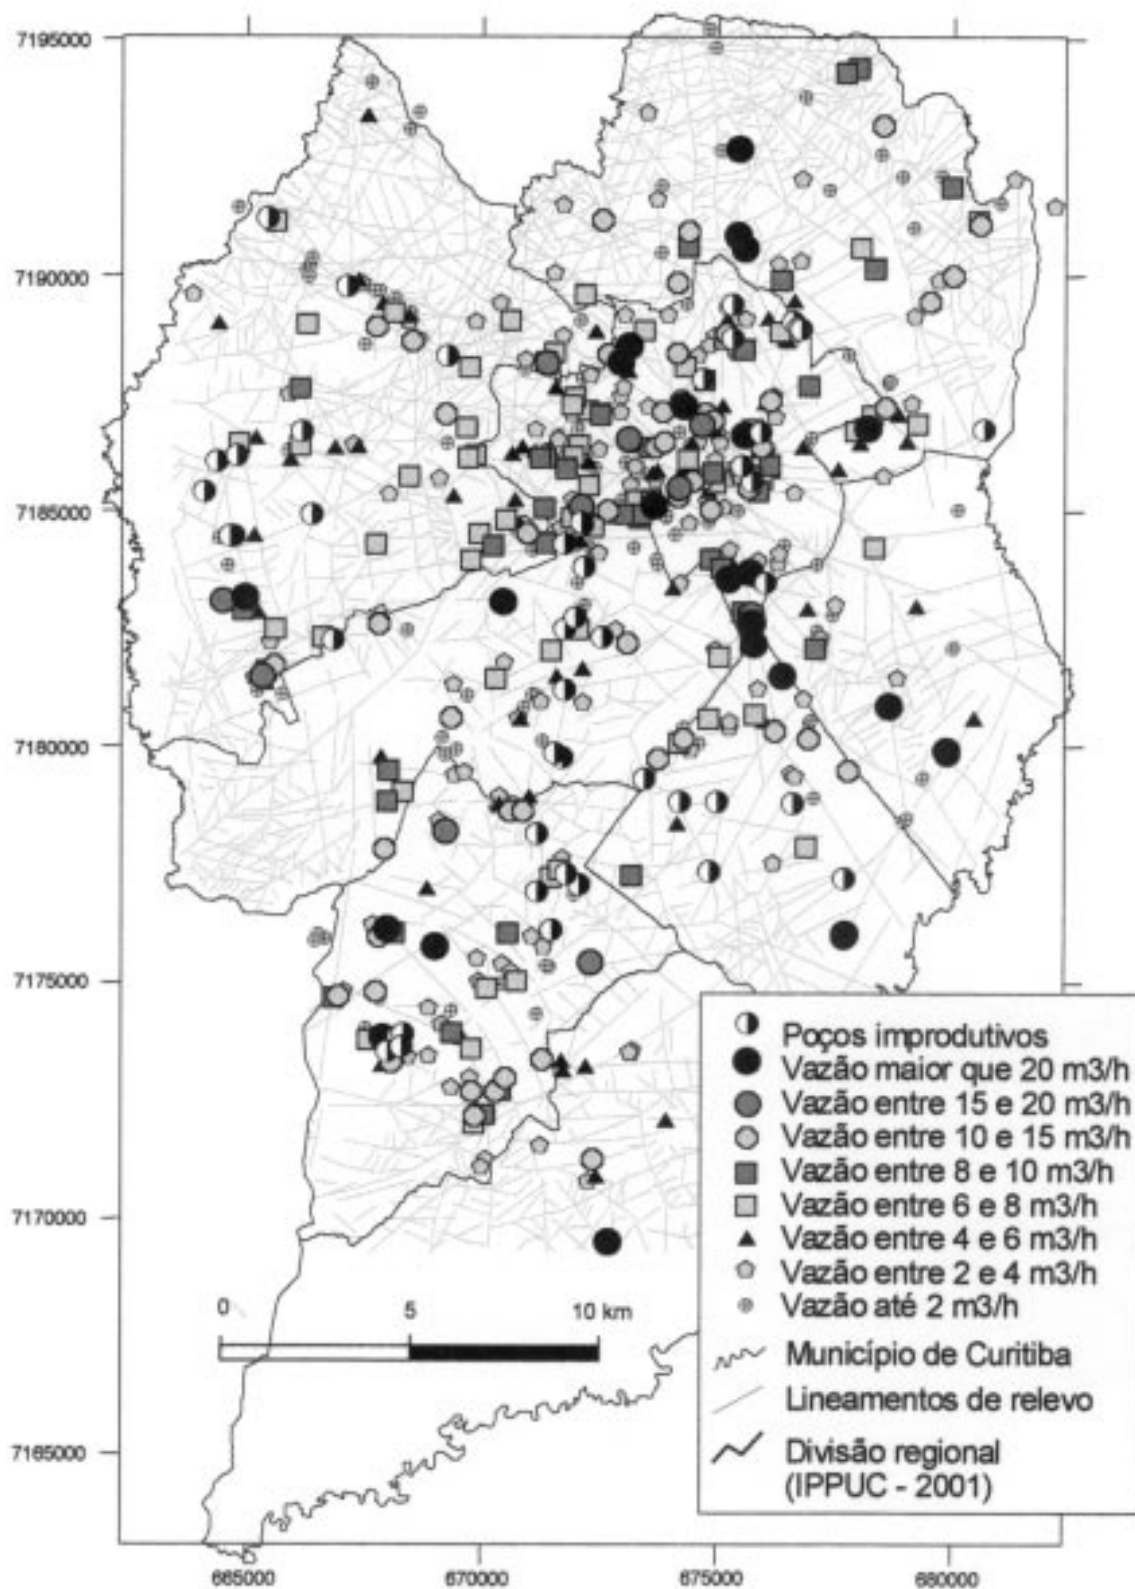 7195000
7190000
7185000
7180000
7175000
7170000
7165000
665000
670000
675000
680000
0
5
10 km
Poços improdutivos
Vazão maior que 20 m3/h
Vazão entre 15 e 20 m3/h
Vazão entre 10 e 15 m3/h
Vazão entre 8 e 10 m3/h
Vazão entre 6 e 8 m3/h
Vazão entre 4 e 6 m3/h
Vazão entre 2 e 4 m3/h
Vazão até 2 m3/h
Município de Curitiba
Lineamentos de relevo
Divisão regional
(IPPUC - 2001)